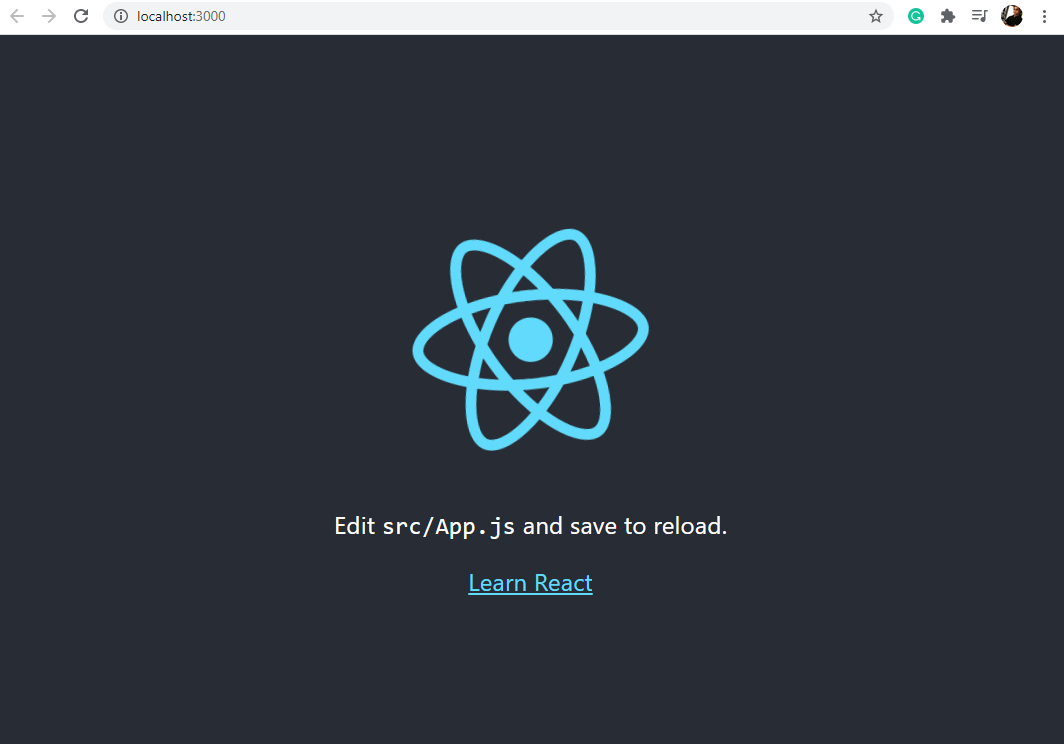 localhost:3000
Edit src/App.js and save to reload.
Learn React